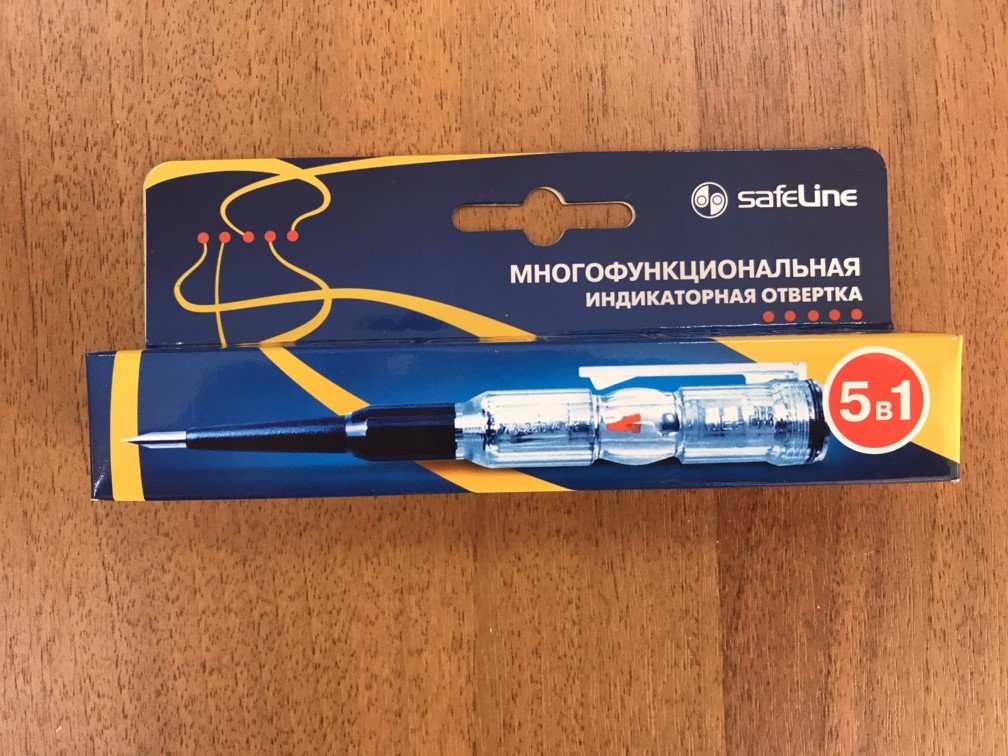 safeLine
МНОГОФУНКЦИОНАЛЬНАЯ
ИНДИКАТОРНАЯ ОТВЕРТКА
5в1